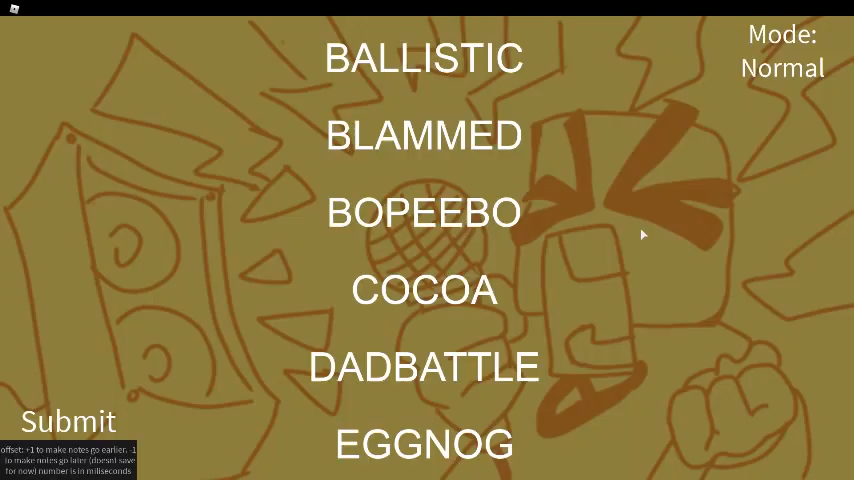 Mode:
Normal
BALLISTIC
BLAMMED
BOPEEBO
COCOA
DADBATTLE
EGGNOG
Submit
offset: +1 to make notes go earlier. -1
to make notes go later (doesnt save
for now) number is in miliseconds